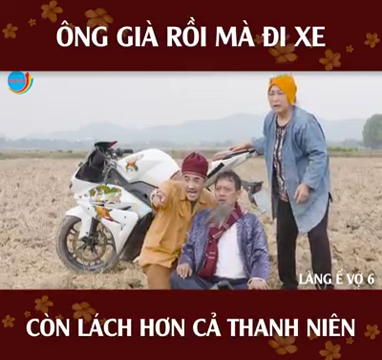 ÔNG GIÀ RỒI MÀ ĐI XE
LÀNG Ế VỢ 6
CÒN LÁCH HƠN CẢ THANH NIÊN